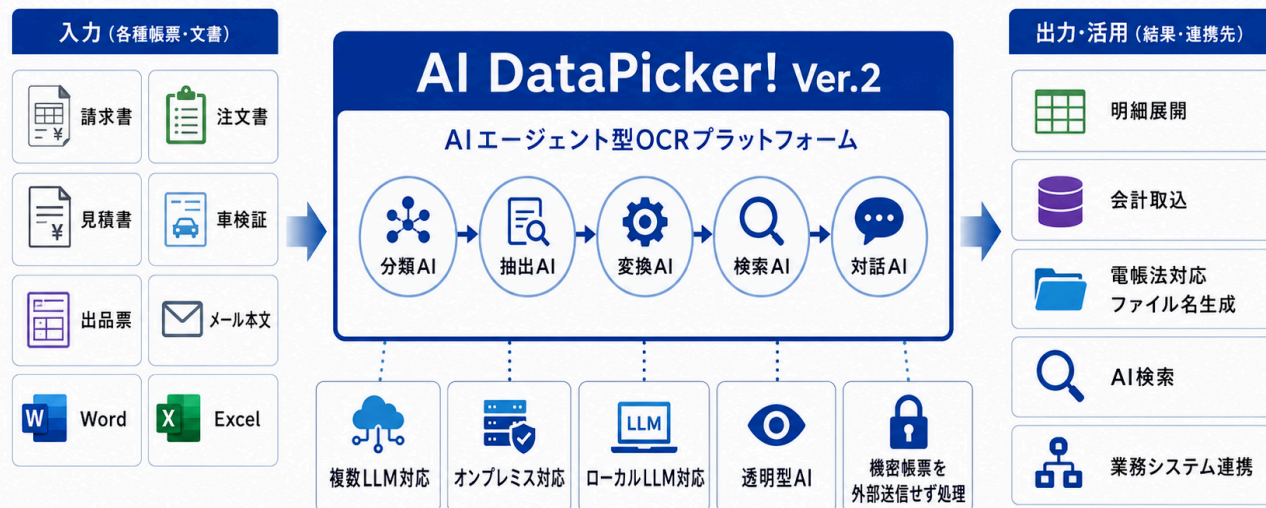 入力（各種帳票・文書）
請求書
注文書
見積書
車検証
出品票
メール本文
W
Word
X
Excel
AI DataPicker! Ver.2
AIエージェント型OCRプラットフォーム
分類AI
抽出AI
変換AI
検索AI
対話AI
複数LLM対応
オンプレミス対応
LLM
ローカルLLM対応
透明型AI
機密帳票を
外部送信せず処理
出力・活用（結果・連携先）
明細展開
会計取込
電帳法対応
ファイル名生成
AI検索
業務システム連携